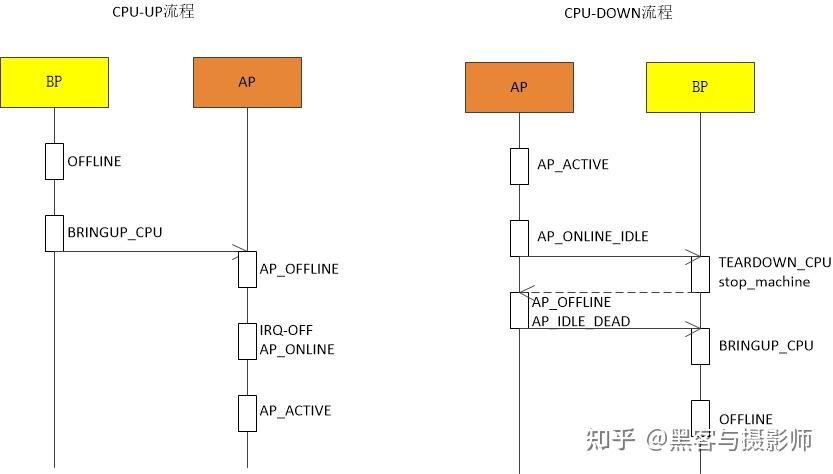 CPU-UP流程
BP
AP
OFFLINE
BRINGUP_CPU
AP_OFFLINE
IRQ-OFF
AP_ONLINE
AP_ACTIVE
CPU-DOWN流程
AP
BP
AP_ACTIVE
AP_ONLINE_IDLE
TEARDOWN_CPU
stop_machine
AP_OFFLINE
AP_IDLE_DEAD
BRINGUP_CPU
OFFLINE
知乎 @黑客与摄影师